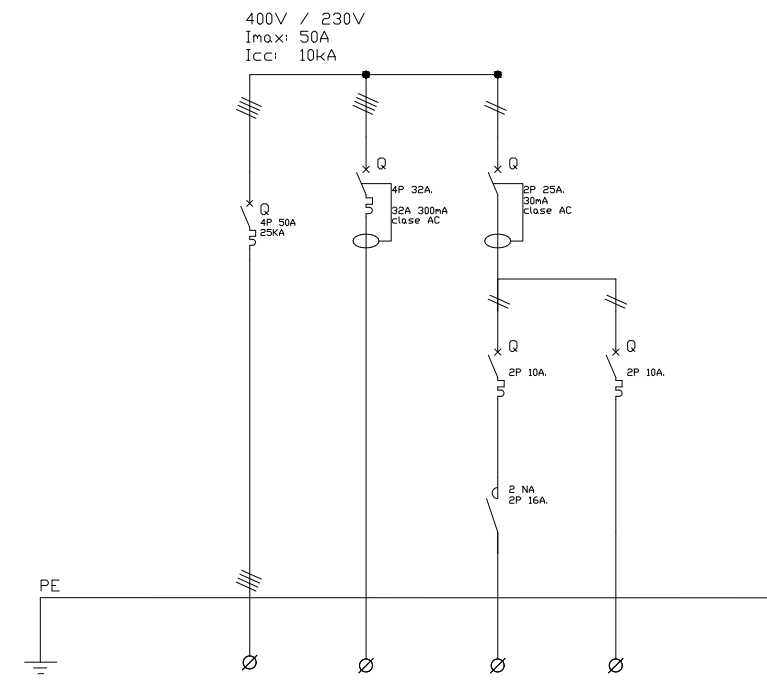 400V / 230V
Imax: 50A
Icc: 10kA
Q
4P 50A
25KA
Q
4P 32A.
32A 300mA
clase AC
Q
2P 25A.
30mA
clase AC
Q
2P 10A.
Q
2P 10A.
2 NA
2P 16A.
PE